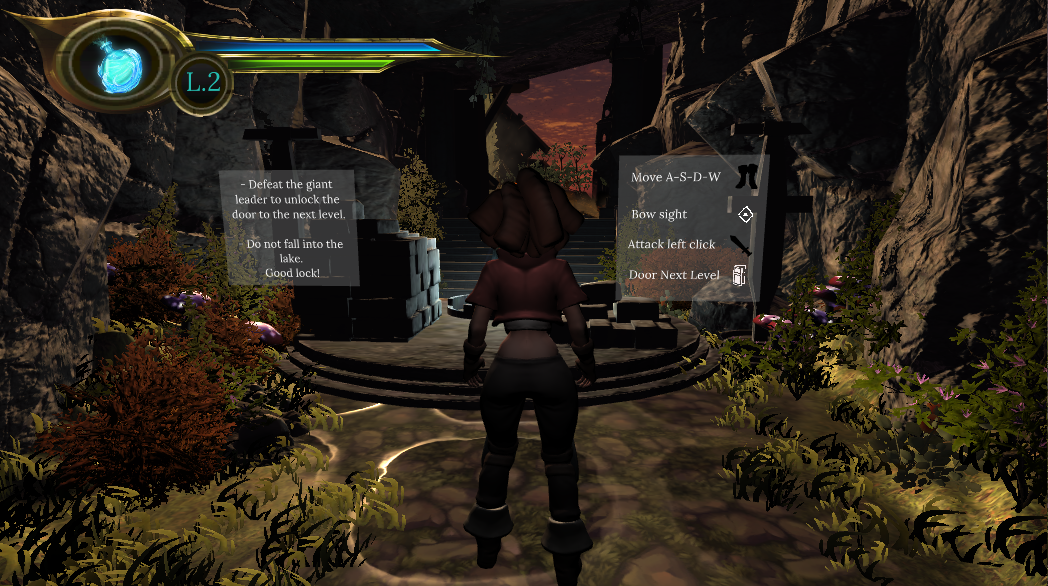 L.2
- Defeat the giant
leader to unlock the
door to the next level.
Do not fall into the
lake.
Good lock!
Move A-S-D-W
Bow sight
Attack left click
Door Next Level